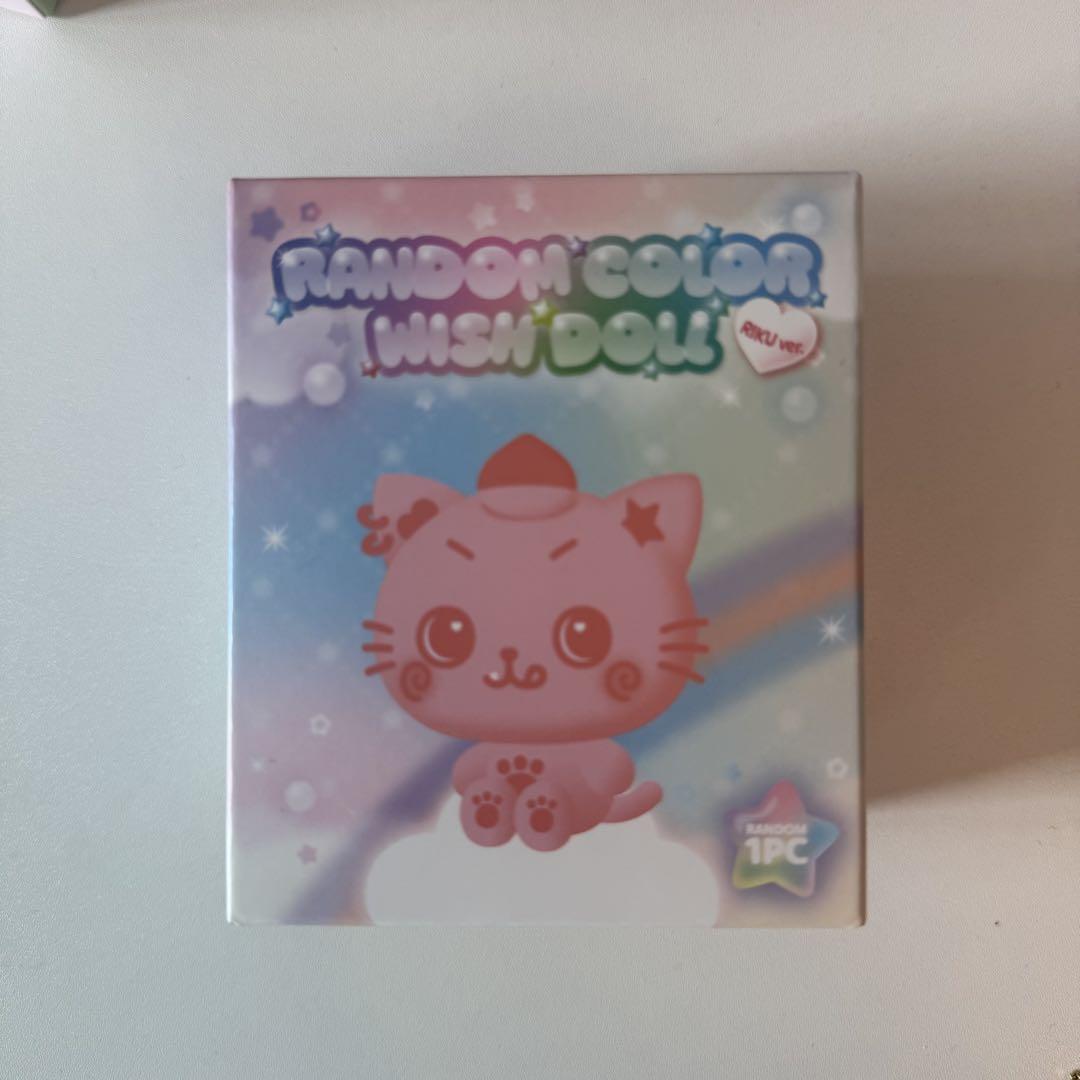 RANDOM COLOR
WISH DOLL
RIKU ver.
RANDOM
1PC